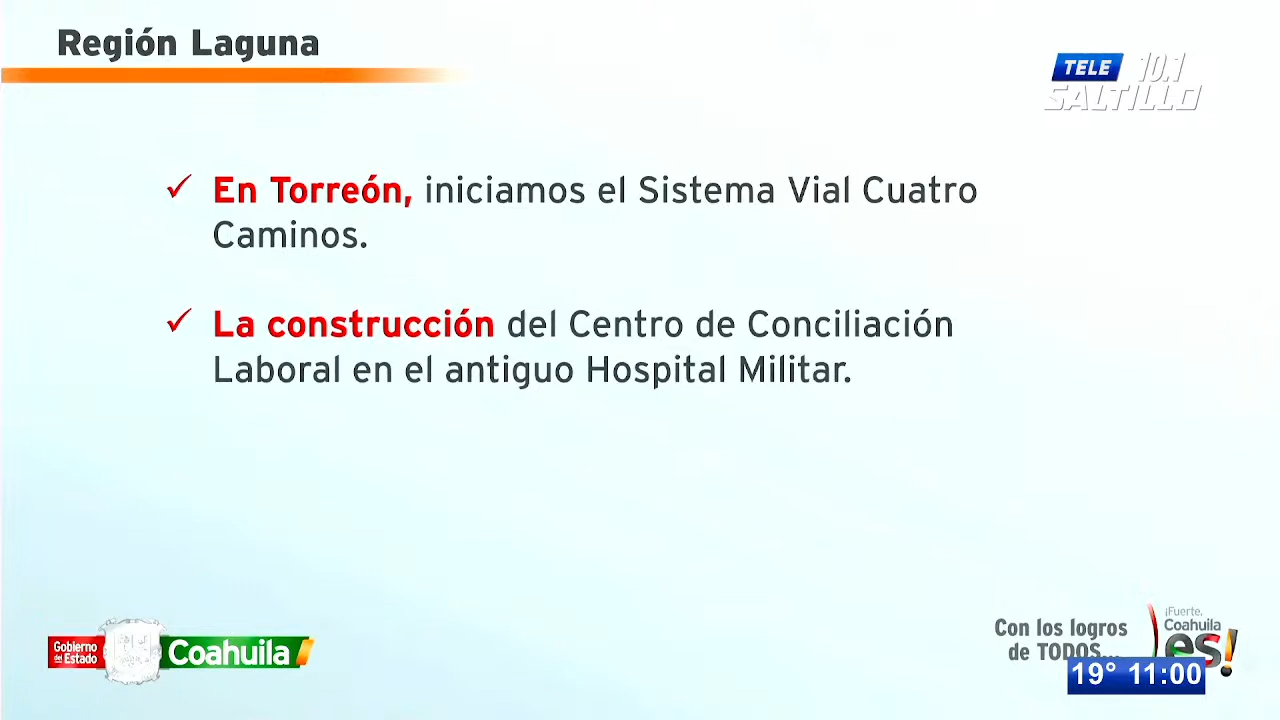 Región Laguna
TELE 10.1
SALTILLO
✓ En Torreón, iniciamos el Sistema Vial Cuatro
Caminos.
✓ La construcción del Centro de Conciliación
Laboral en el antiguo Hospital Militar.
Gobierno
del Estado
Coahuila
Con los logros
de TODOS...
¡Fuerte,
Coahuila
es!
19° 11:00